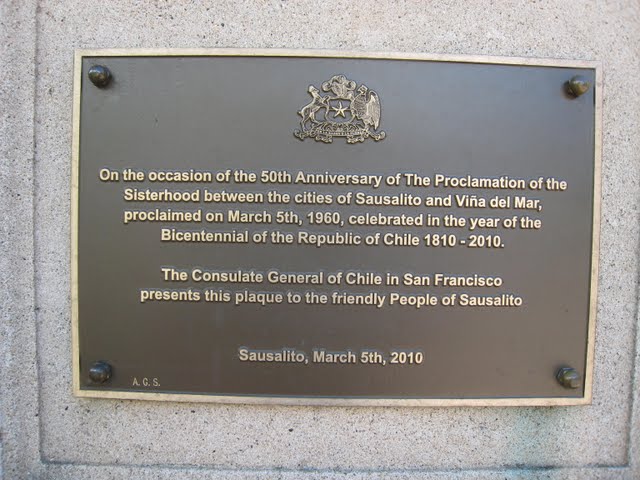 On the occasion of the 50th Anniversary of The Proclamation of the
Sisterhood between the cities of Sausalito and Viña del Mar,
proclaimed on March 5th, 1960, celebrated in the year of the
Bicentennial of the Republic of Chile 1810 - 2010.
The Consulate General of Chile in San Francisco
presents this plaque to the friendly People of Sausalito
Sausalito, March 5th, 2010
A. G. S.